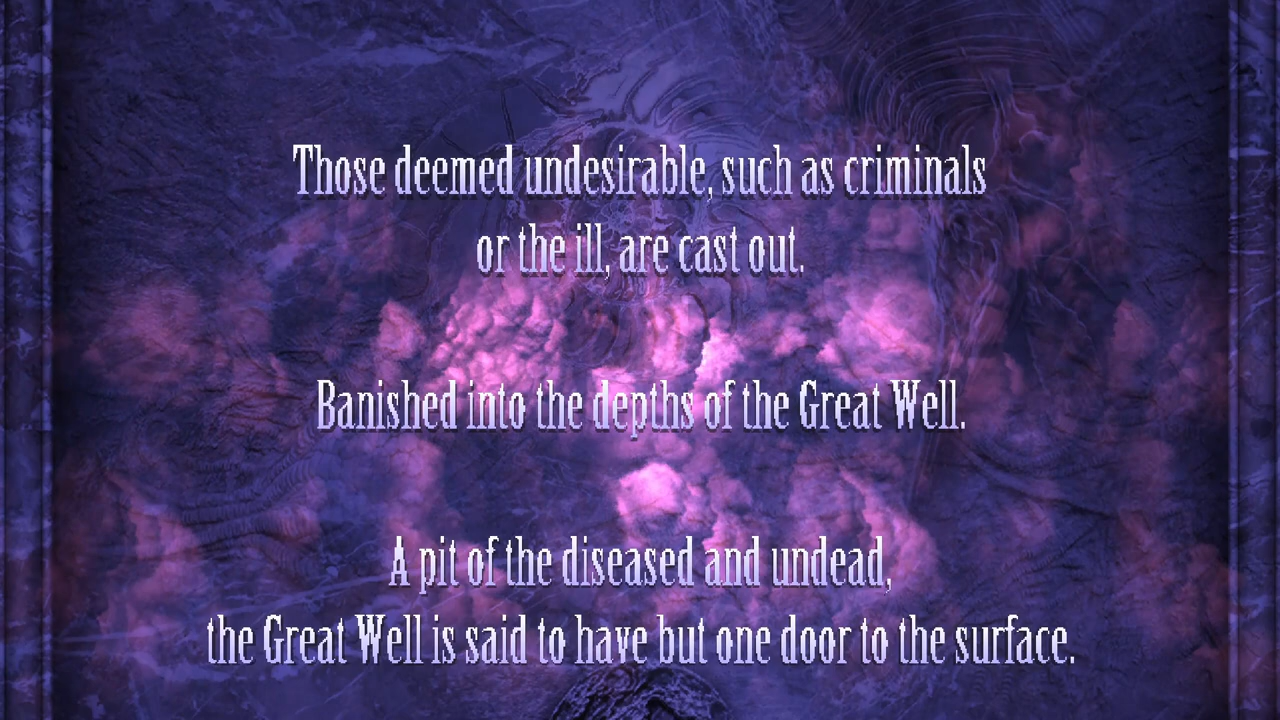 Those deemed undesirable, such as criminals
or the ill, are cast out.
Banished into the depths of the Great Well.
A pit of the diseased and undead,
the Great Well is said to have but one door to the surface.